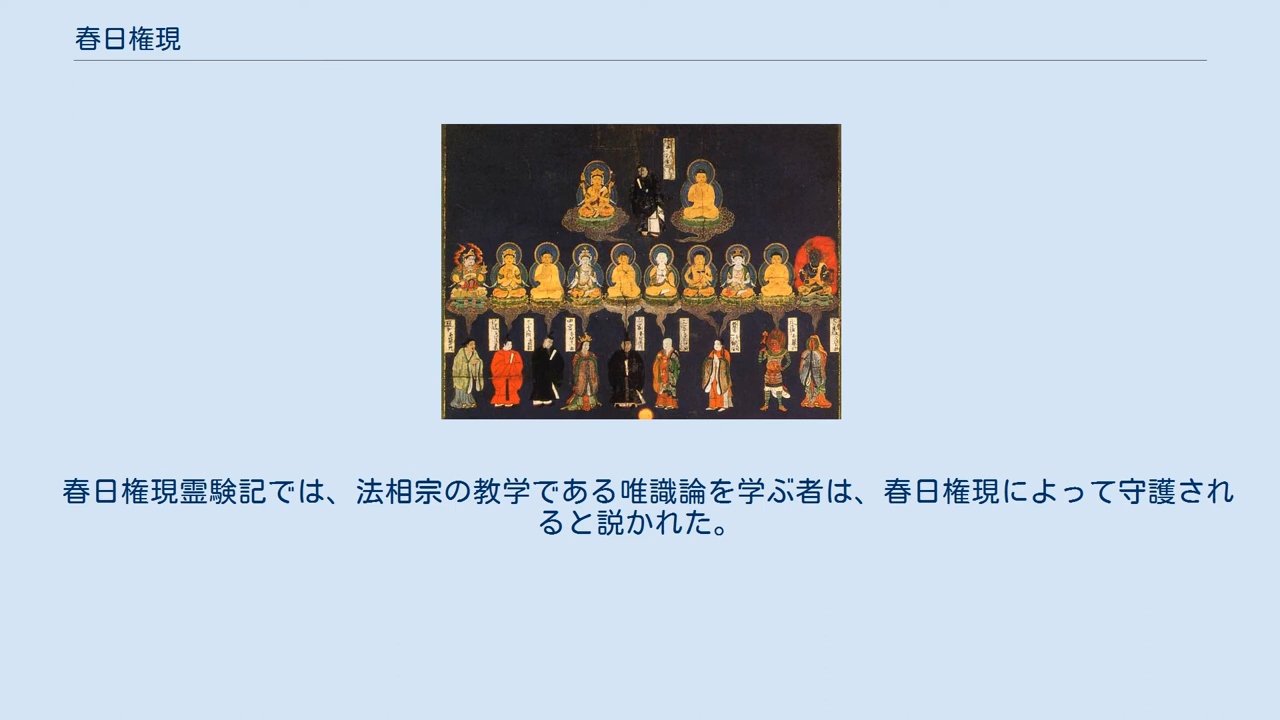 春日権現
春日権現霊験記では、法相宗の教学である唯識論を学ぶ者は、春日権現によって守護され
ると説かれた。